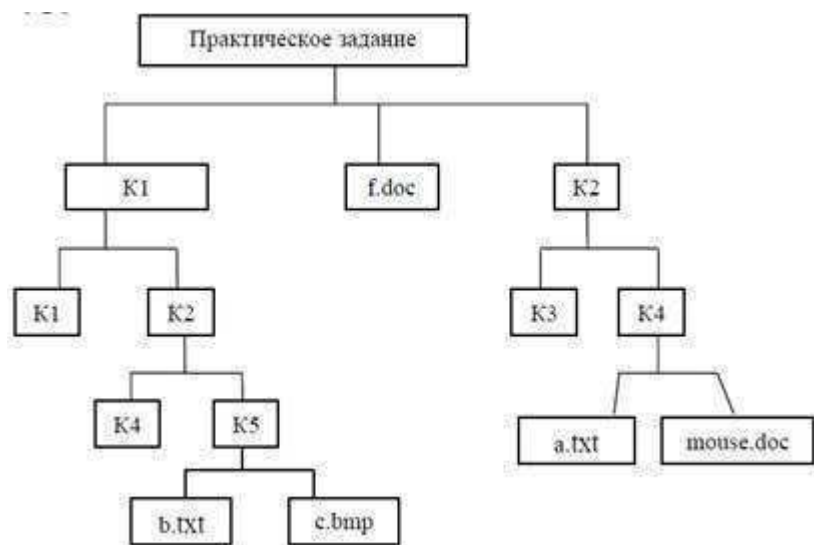 Практическое задание
К1
f.doc
К2
К1
К2
К3
К4
К4
К5
a.txt
mouse.doc
b.txt
c.bmp